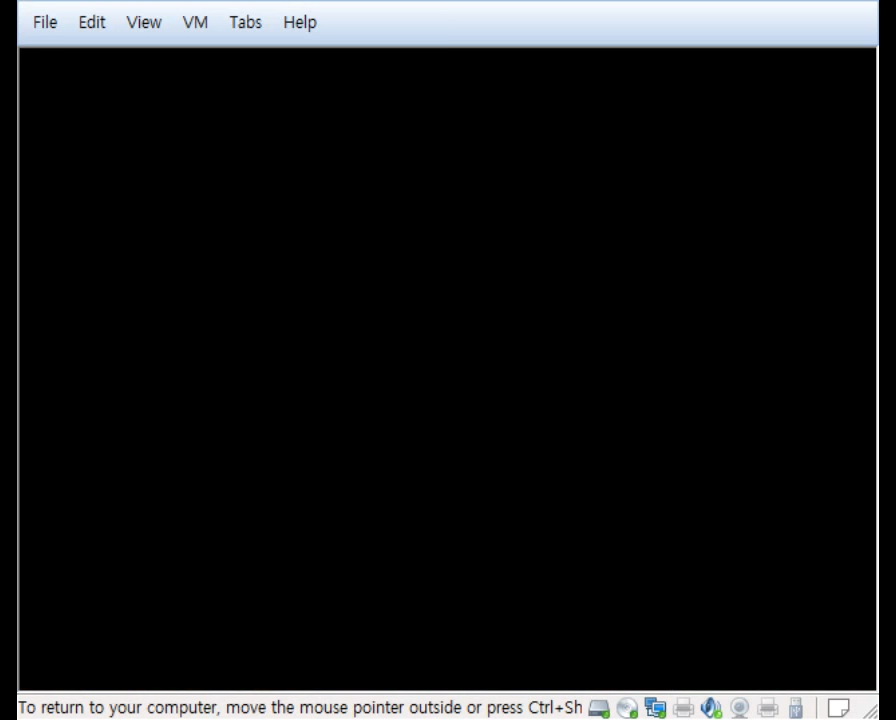 File Edit View VM Tabs Help
To return to your computer, move the mouse pointer outside or press Ctrl+Sh